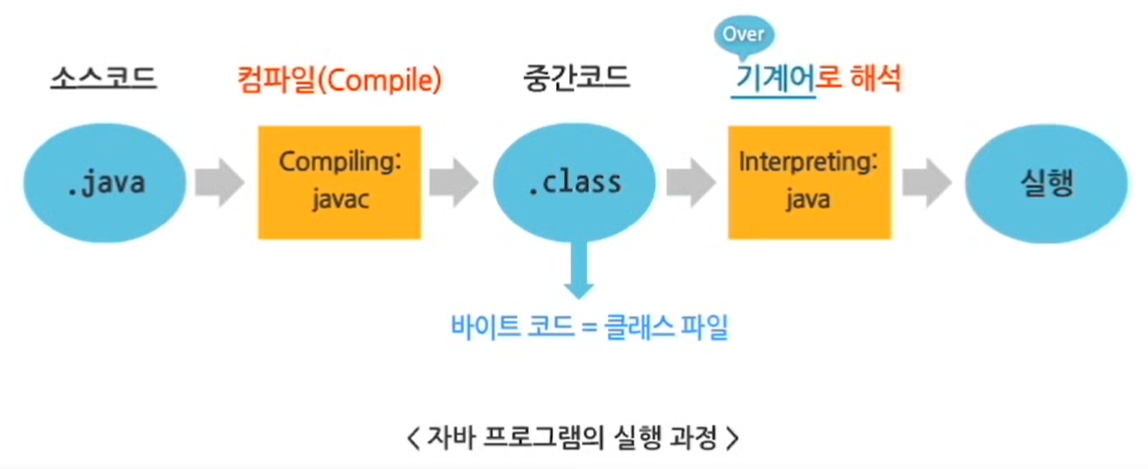 Over
소스코드
컴파일(Compile)
중간코드
기계어로 해석
.java
Compiling:
javac
.class
Interpreting:
java
실행
바이트 코드 = 클래스 파일
< 자바 프로그램의 실행 과정 >